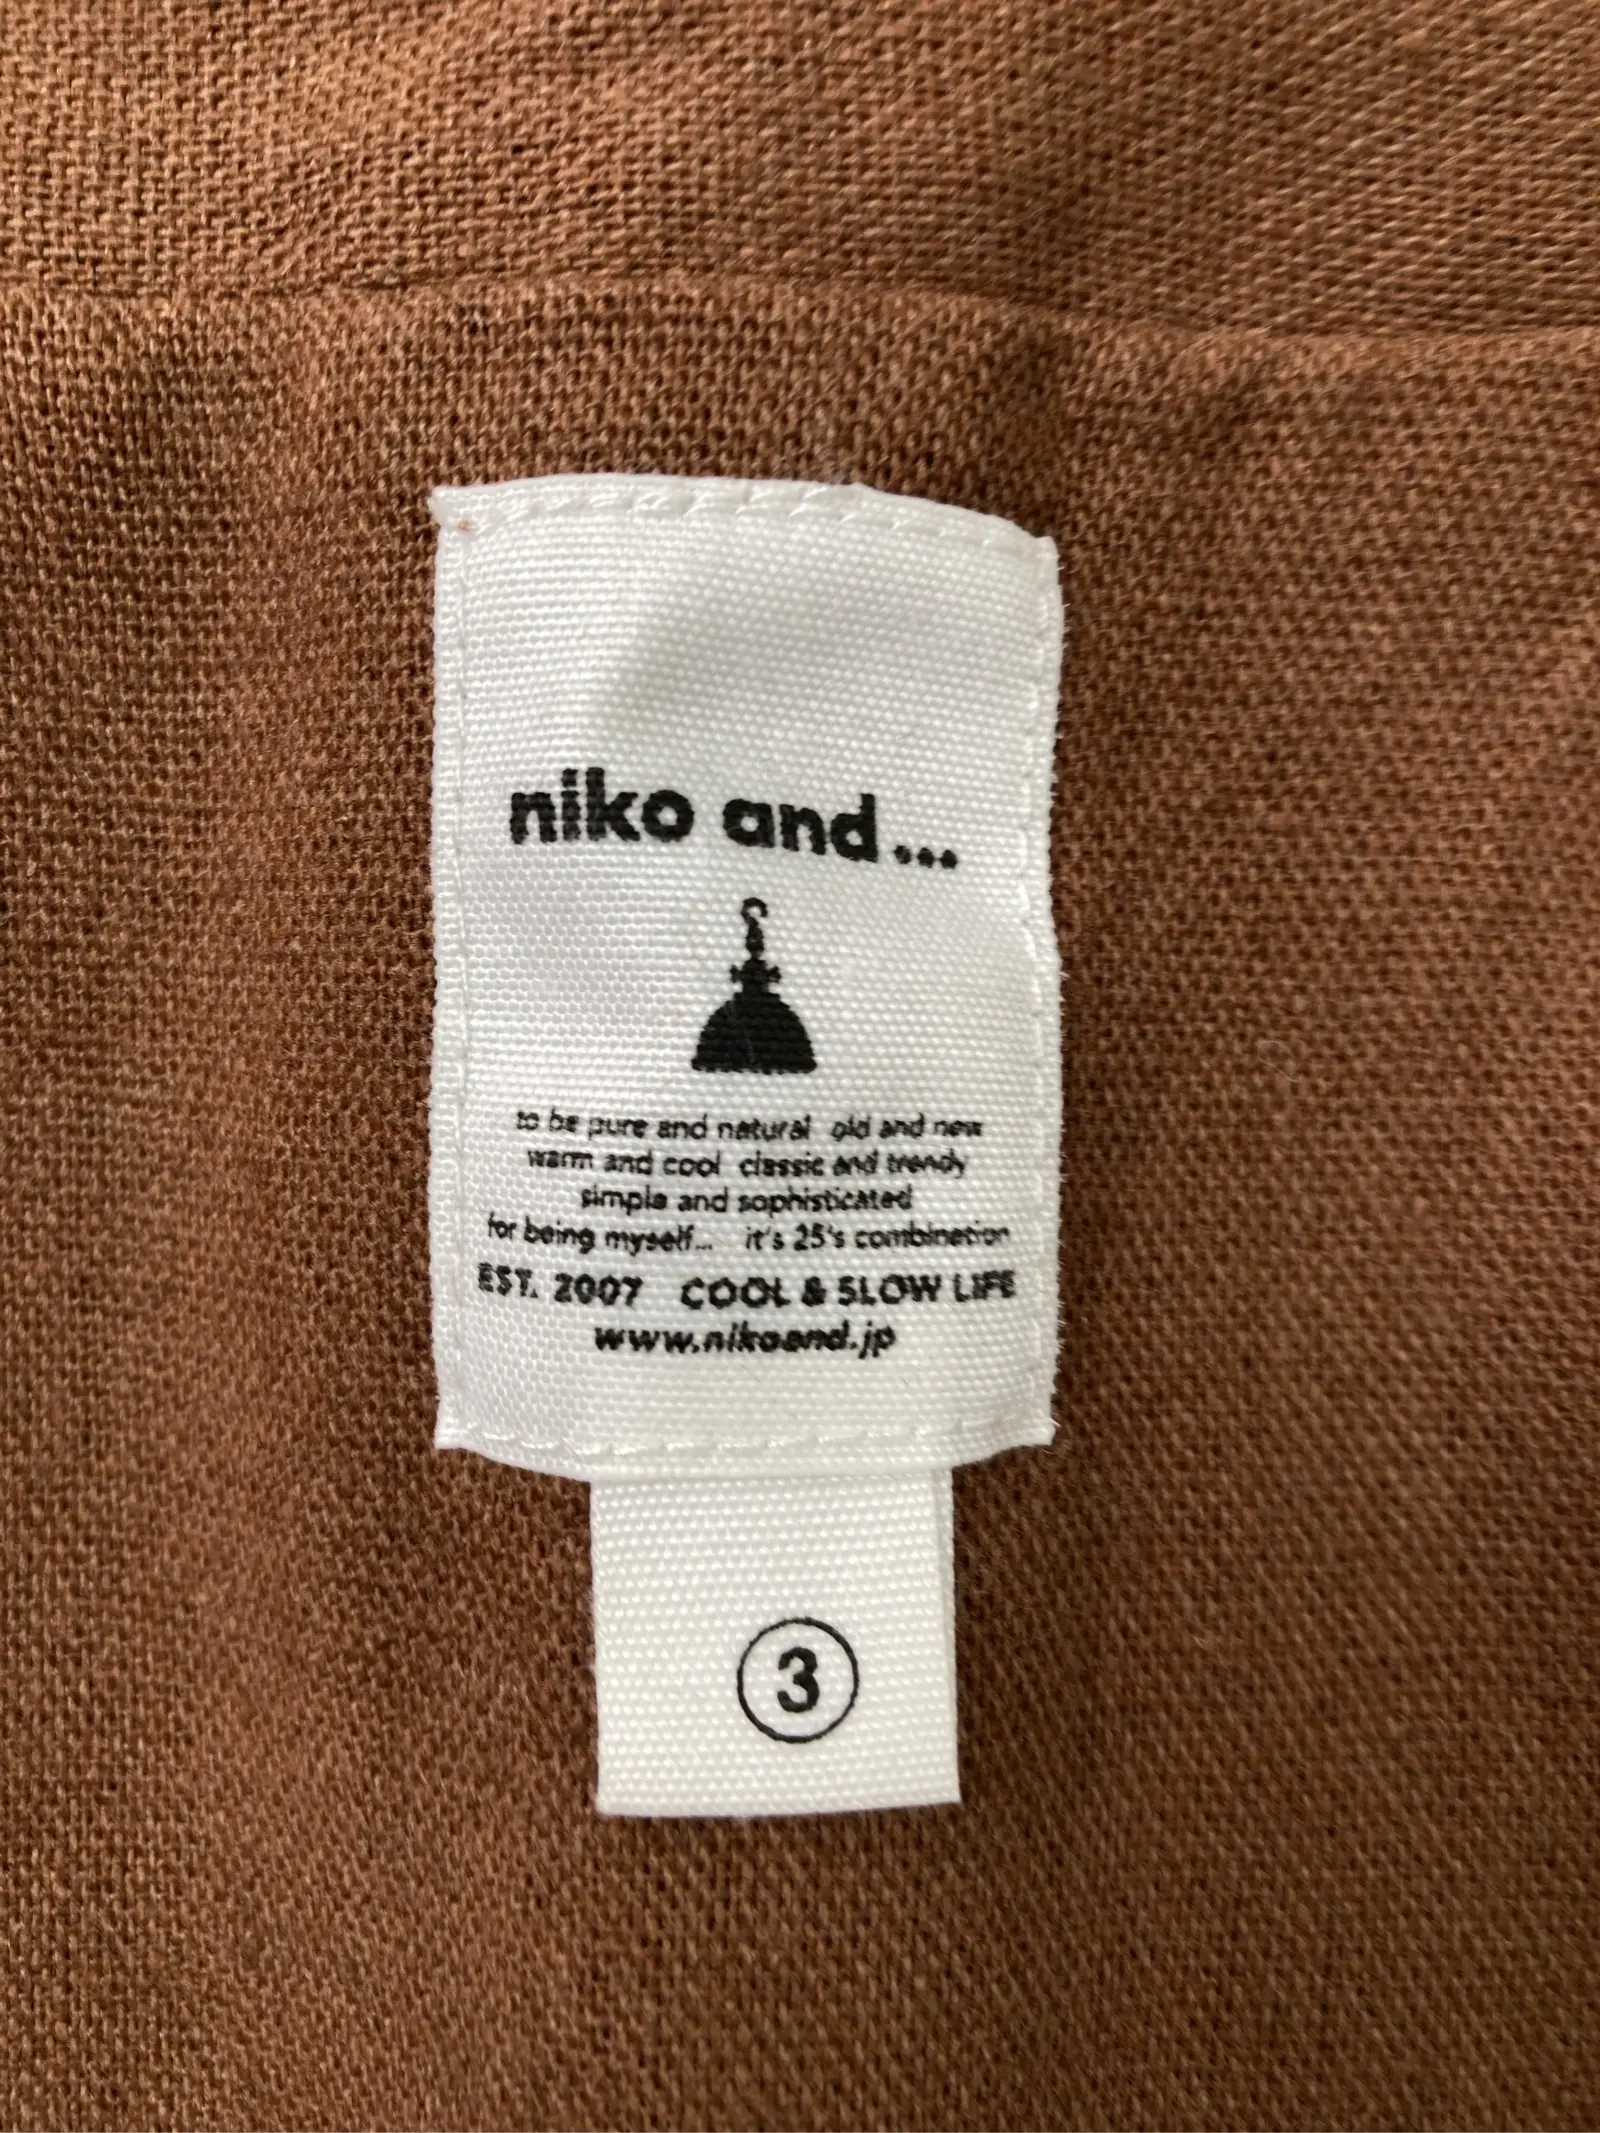 niko and...
to be pure and natural old and new
warm and cool classic and trendy
simple and sophisticated
for being myself... it's 25's combination
EST. 2007 COOL & SLOW LIFE
www.nikoand.jp
3